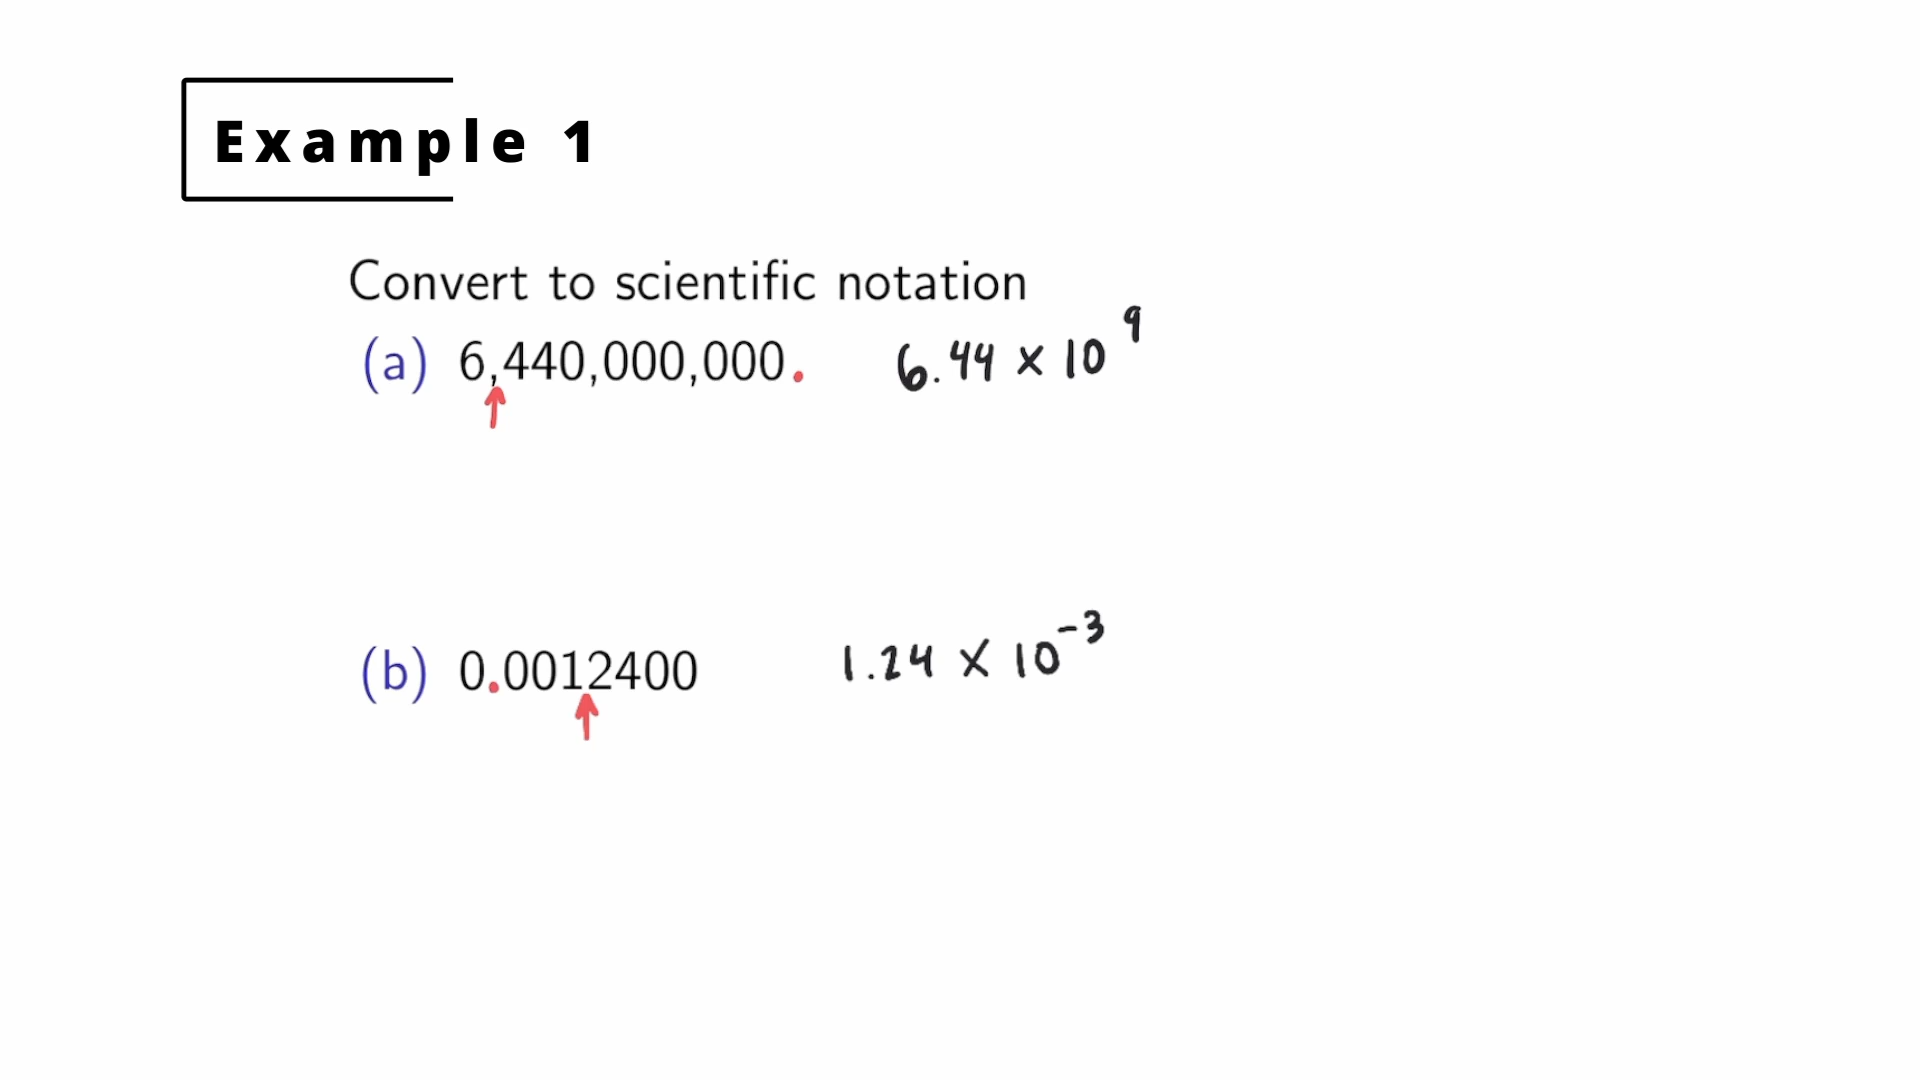 Example 1
Convert to scientific notation
(a) 6,440,000,000. 6.44 × 10⁹
(b) 0.0012400 1.24 × 10⁻³